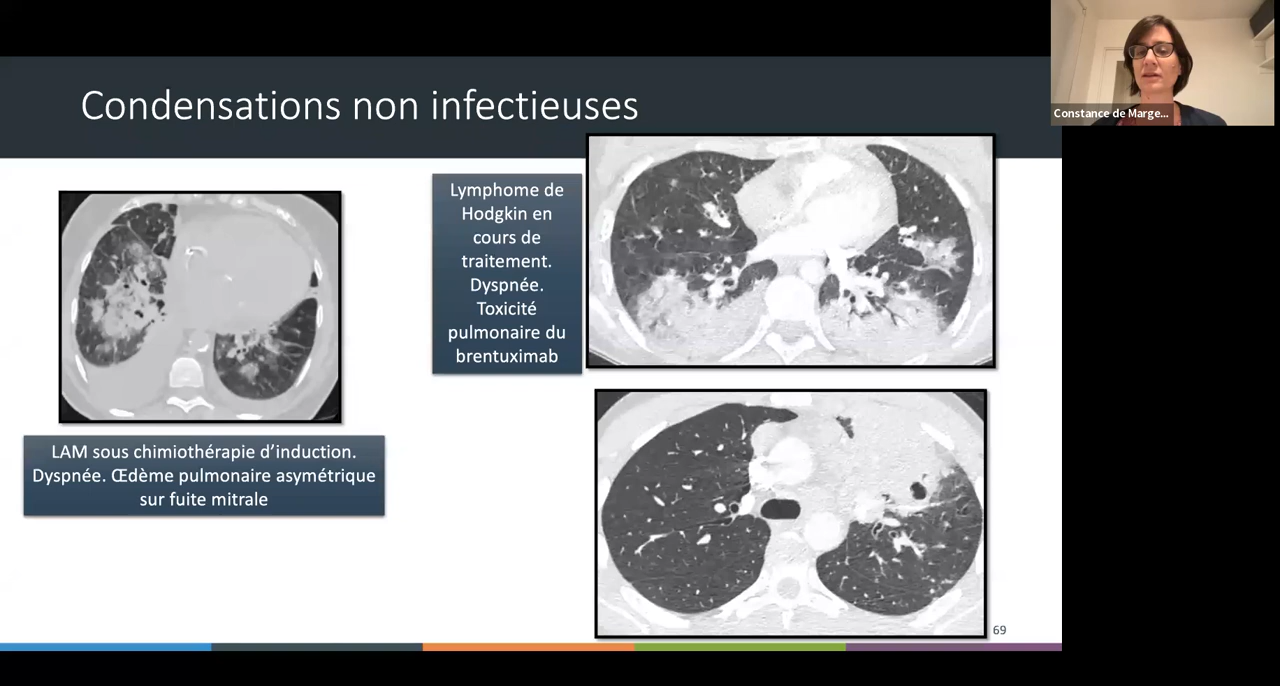 Condensations non infectieuses
Constance de Marge...
Lymphome de
Hodgkin en
cours de
traitement.
Dyspnée.
Toxicité
pulmonaire du
brentuximab
LAM sous chimiothérapie d’induction.
Dyspnée. Œdème pulmonaire asymétrique
sur fuite mitrale
69